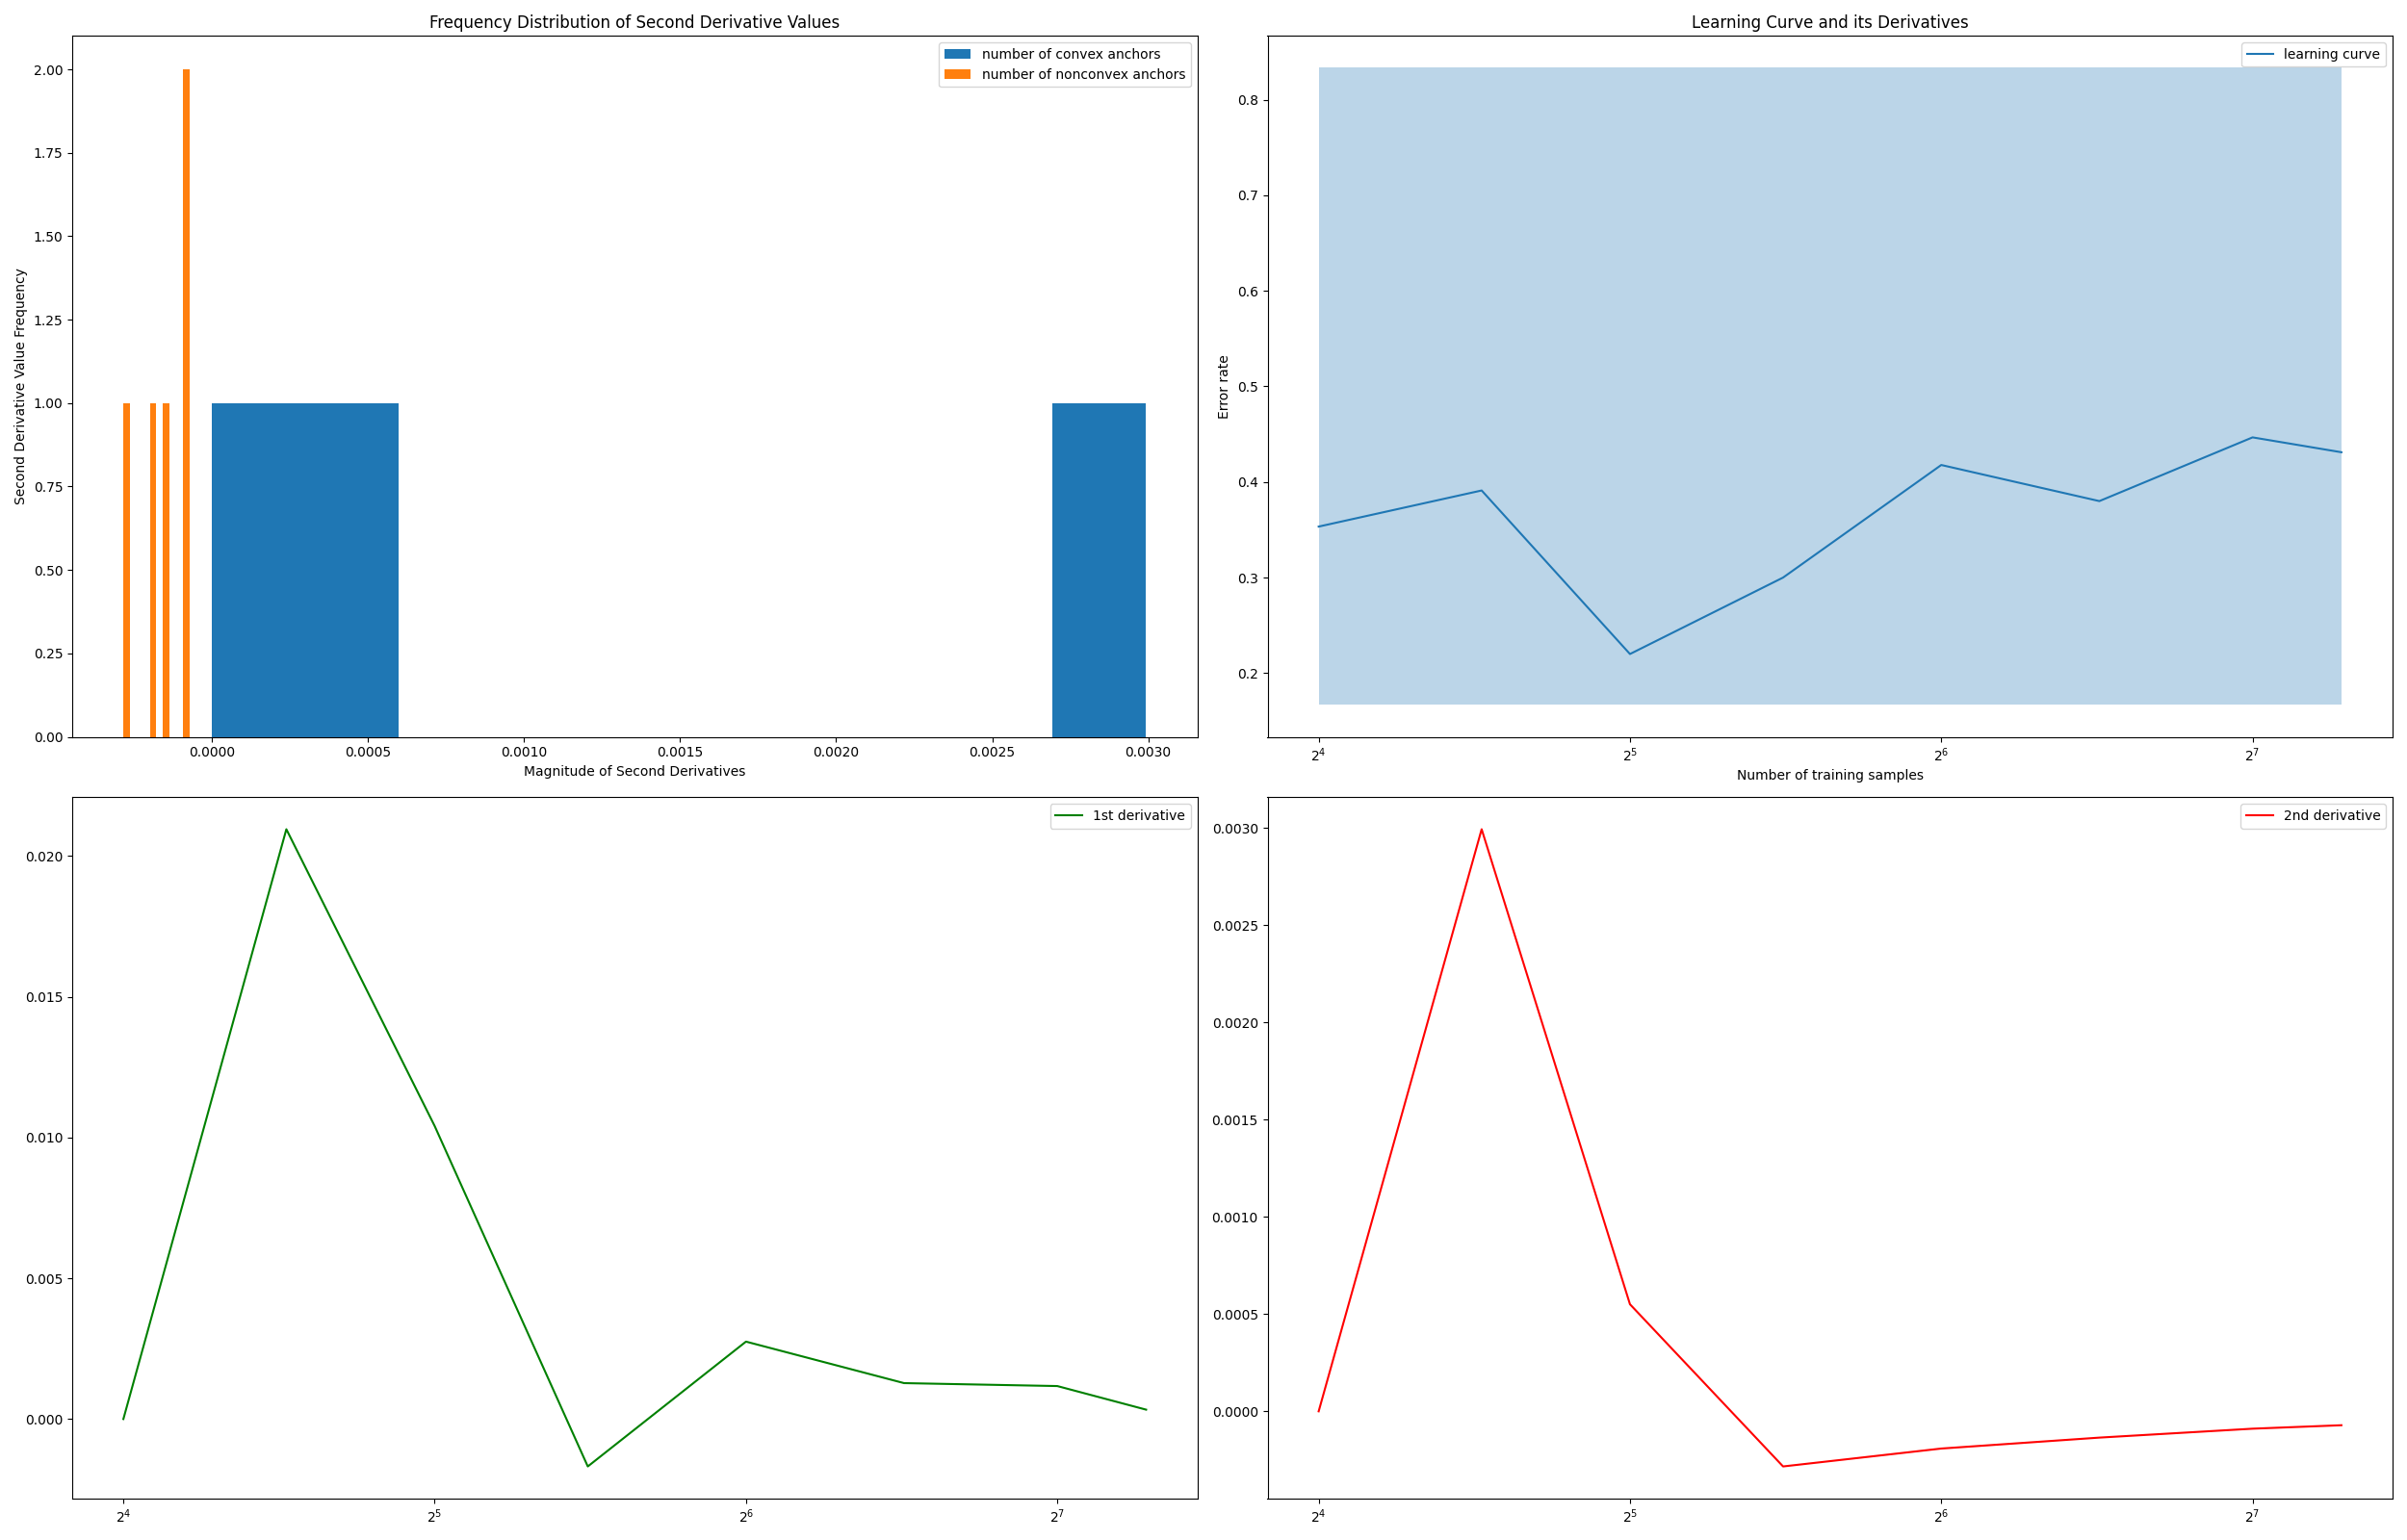 Frequency Distribution of Second Derivative Values
number of convex anchors
number of nonconvex anchors
Second Derivative Value Frequency
2.00
1.75
1.50
1.25
1.00
0.75
0.50
0.25
0.00
0.0000 0.0005 0.0010 0.0015 0.0020 0.0025 0.0030
Magnitude of Second Derivatives
Learning Curve and its Derivatives
learning curve
Error rate
0.8
0.7
0.6
0.5
0.4
0.3
0.2
2⁴ 2⁵ 2⁶ 2⁷
Number of training samples
1st derivative
0.020
0.015
0.010
0.005
0.000
2⁴ 2⁵ 2⁶ 2⁷
2nd derivative
0.0030
0.0025
0.0020
0.0015
0.0010
0.0005
0.0000
2⁴ 2⁵ 2⁶ 2⁷